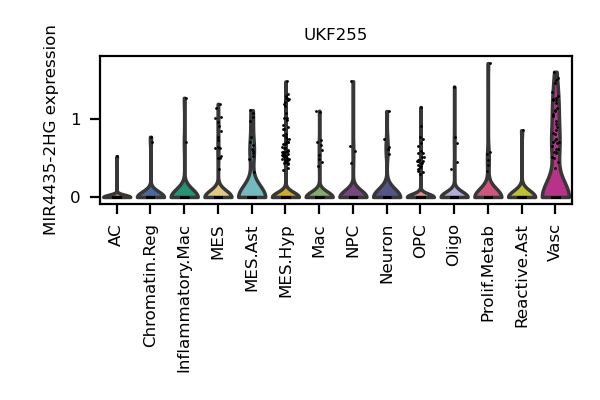 UKF255
MIR4435-2HG expression
1
0
AC
Chromatin.Reg
Inflammatory.Mac
MES
MES.Ast
MES.Hyp
Mac
NPC
Neuron
OPC
Oligo
Prolif.Metab
Reactive.Ast
Vasc